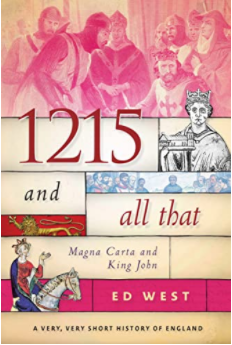 1215
and
all that
Magna Carta and
King John
ED WEST
A VERY, VERY SHORT HISTORY OF ENGLAND